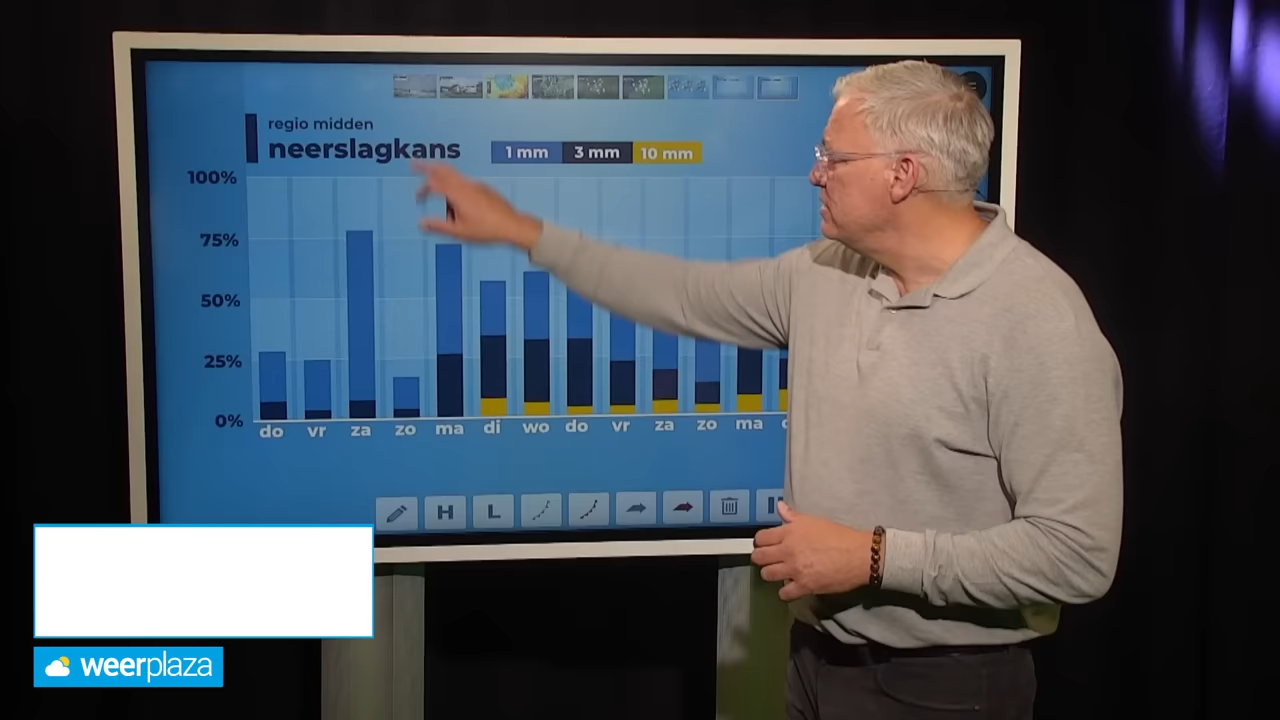 regio midden
neerslagkans
1 mm 3 mm 10 mm
100%
75%
50%
25%
0%
do vr za zo ma di wo do vr za zo ma
H L
weerplaza